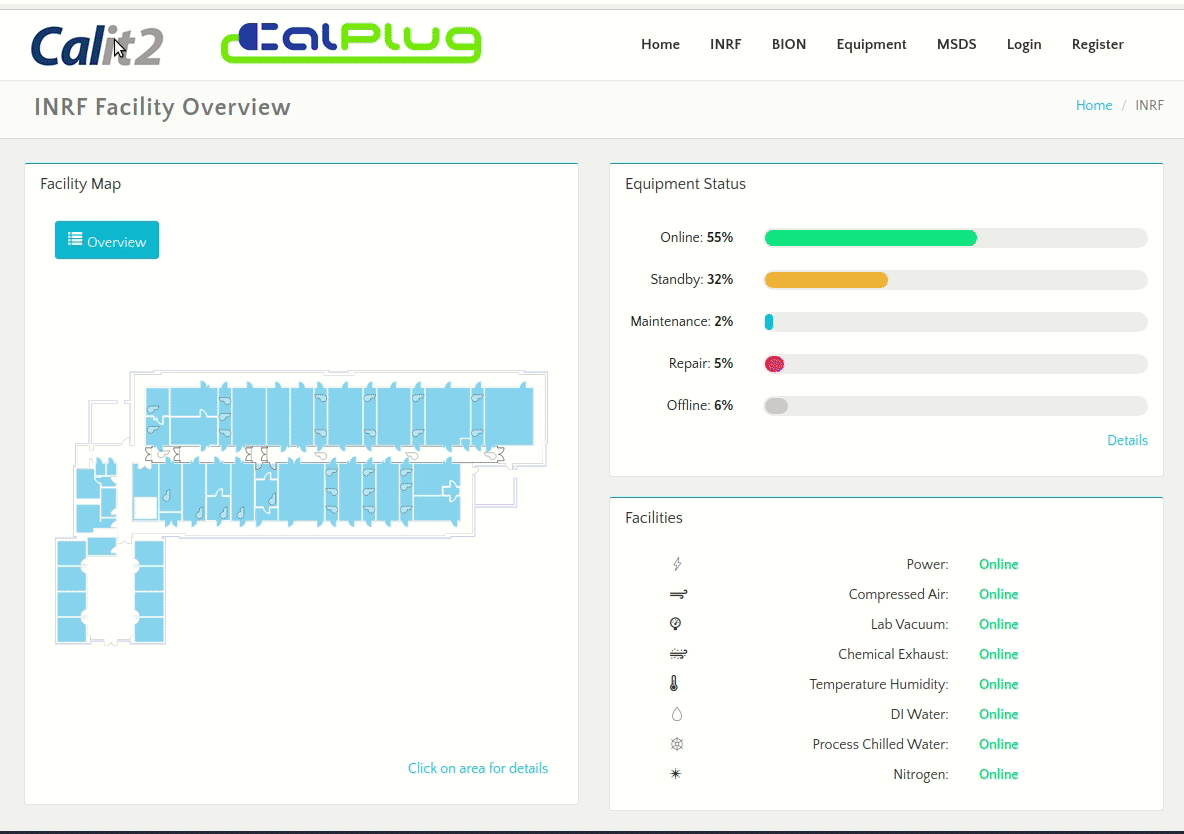 Calit2
CalPlug
Home INRF BION Equipment MSDS Login Register
INRF Facility Overview
Home / INRF
Facility Map
Overview
Click on area for details
Equipment Status
Online: 55%
Standby: 32%
Maintenance: 2%
Repair: 5%
Offline: 6%
Details
Facilities
Power: Online
Compressed Air: Online
Lab Vacuum: Online
Chemical Exhaust: Online
Temperature Humidity: Online
DI Water: Online
Process Chilled Water: Online
Nitrogen: Online